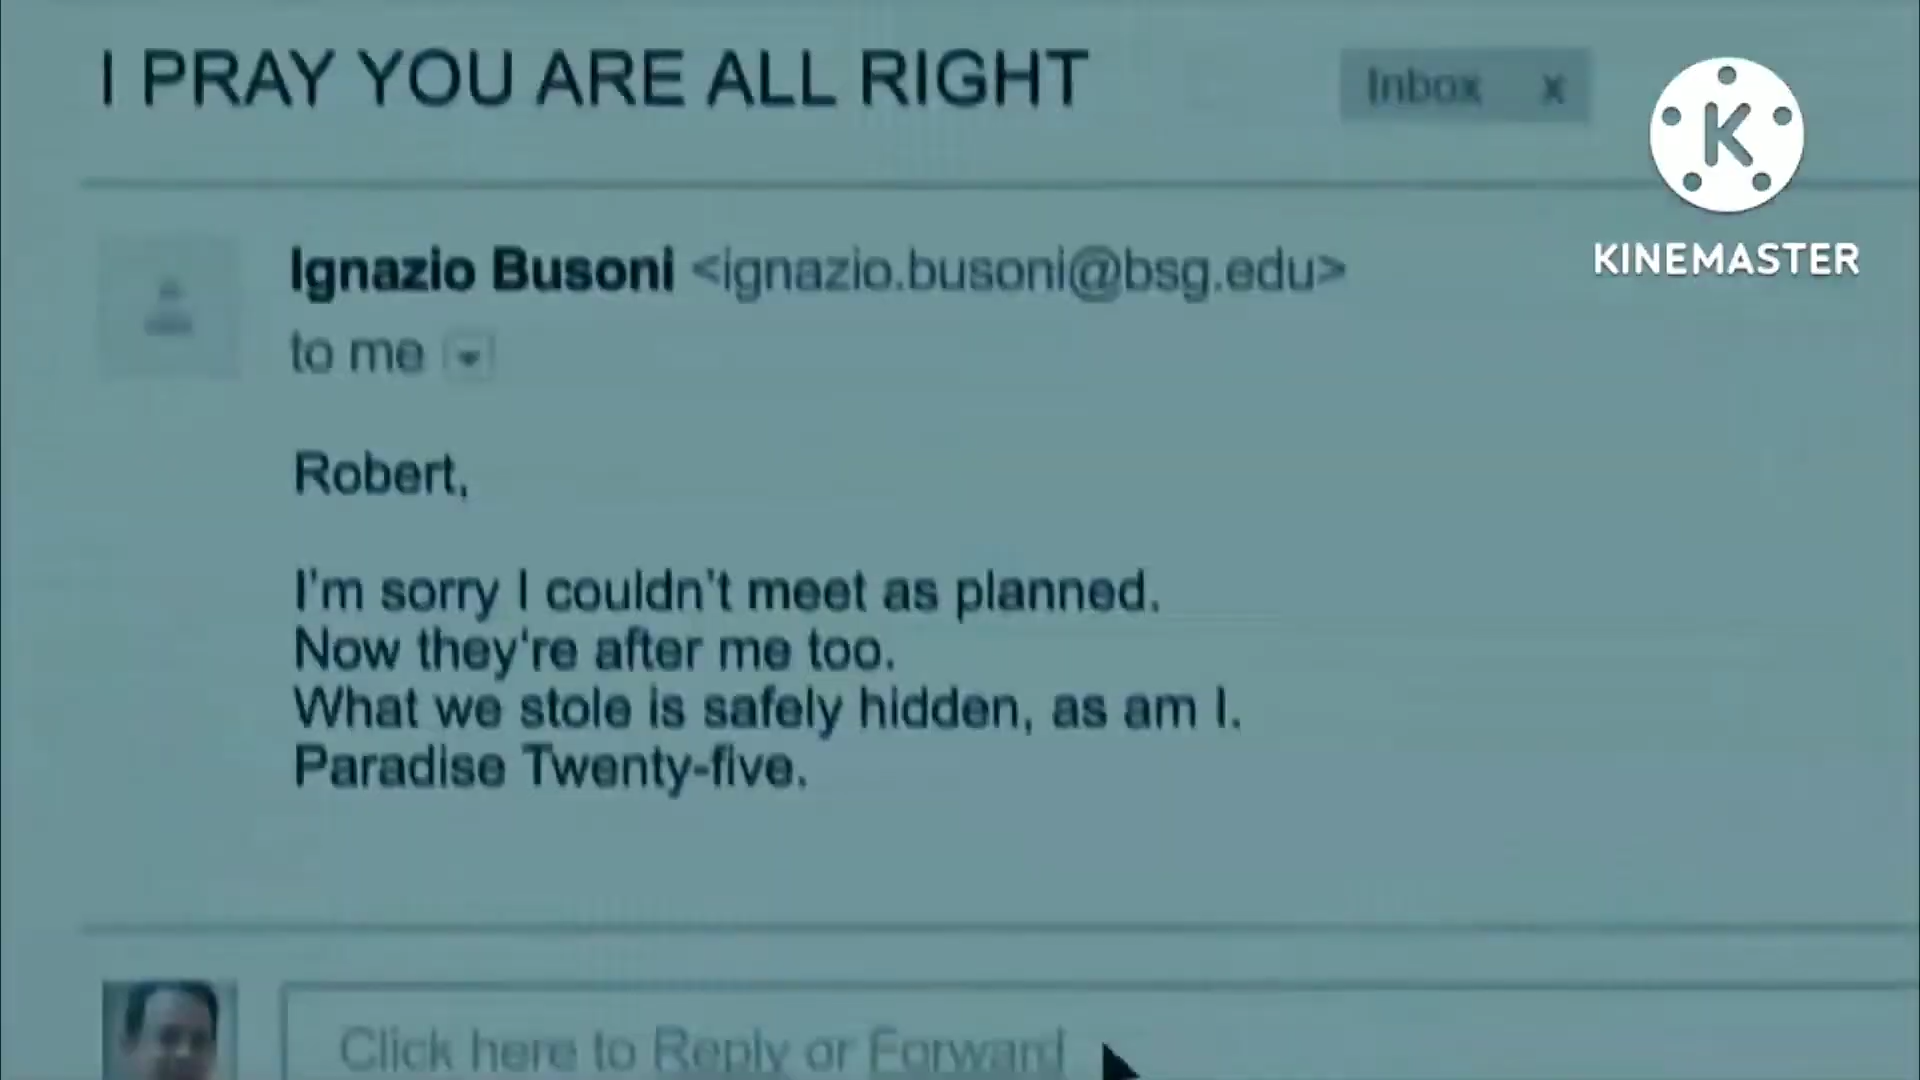 I PRAY YOU ARE ALL RIGHT
Inbox x
K
KINEMASTER
Ignazio Busoni <ignazio.busoni@bsg.edu>
to me
Robert,
I'm sorry I couldn't meet as planned.
Now they're after me too.
What we stole is safely hidden, as am I.
Paradise Twenty-five.
Click here to Reply or Forward